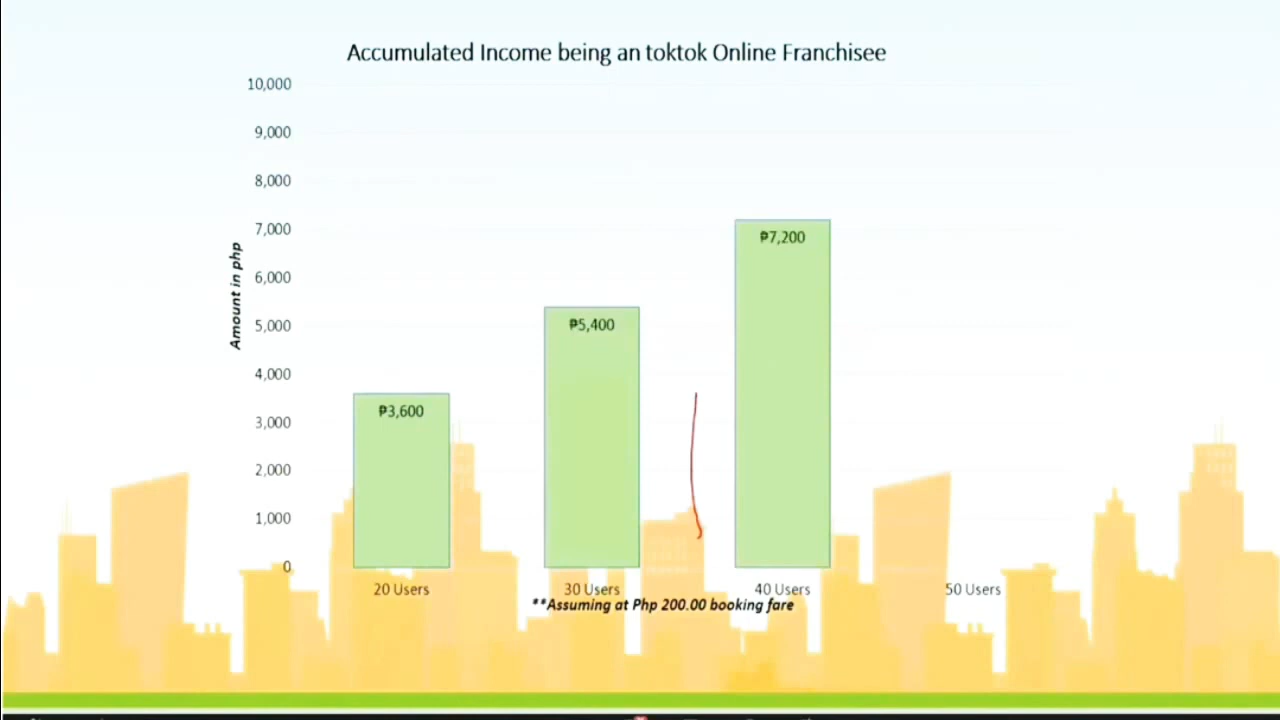 Accumulated Income being an toktok Online Franchisee
10,000
9,000
8,000
7,000
6,000
5,000
4,000
3,000
2,000
1,000
0
Amount in php
₱3,600
₱5,400
₱7,200
20 Users
30 Users
40 Users
50 Users
**Assuming at Php 200.00 booking fare